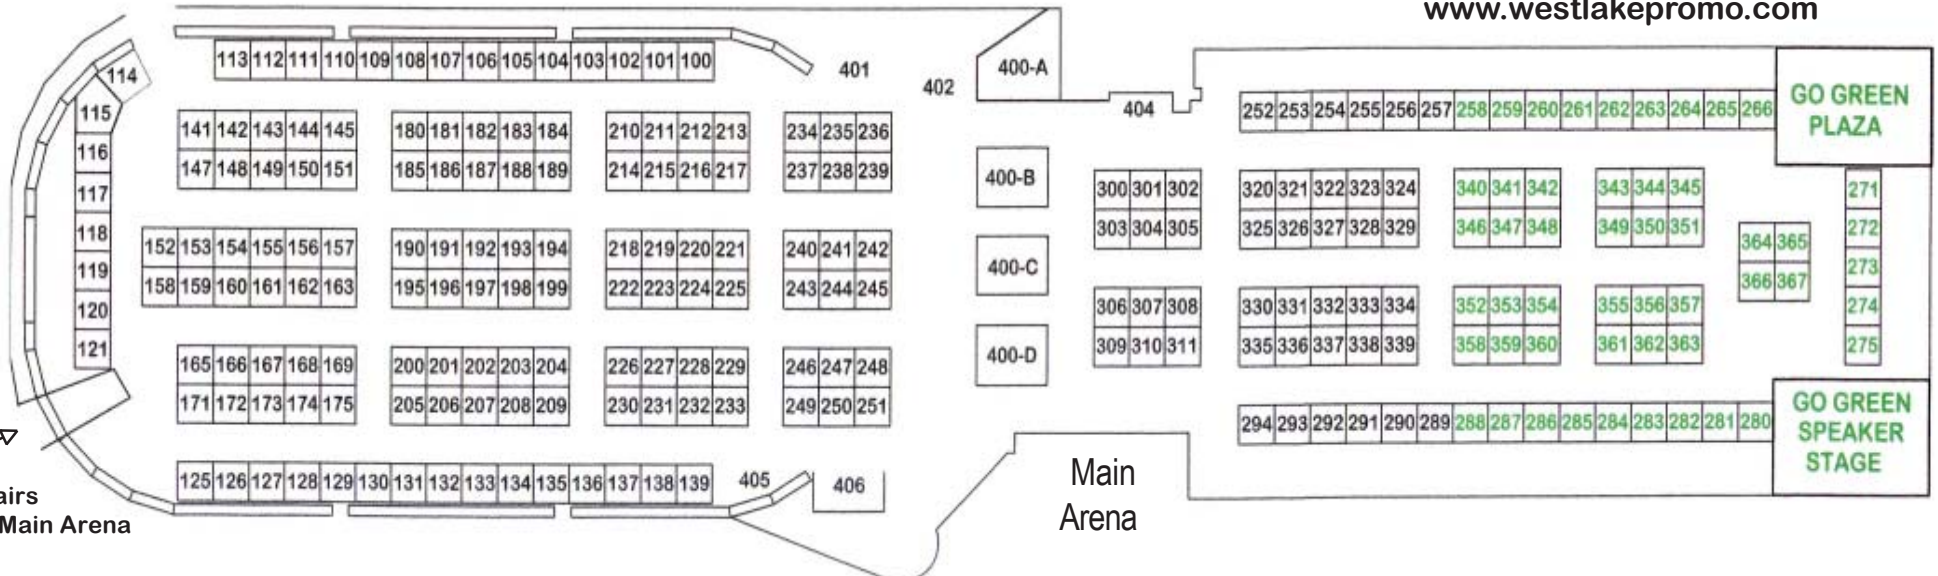 www.westlakepromo.com
113 112 111 110 109 108 107 106 105 104 103 102 101 100
401
402
400-A
404
114
115
116
117
118
119
120
121
141 142 143 144 145
147 148 149 150 151
180 181 182 183 184
185 186 187 188 189
210 211 212 213
214 215 216 217
234 235 236
237 238 239
152 153 154 155 156 157
158 159 160 161 162 163
190 191 192 193 194
195 196 197 198 199
218 219 220 221
222 223 224 225
240 241 242
243 244 245
165 166 167 168 169
171 172 173 174 175
200 201 202 203 204
205 206 207 208 209
226 227 228 229
230 231 232 233
246 247 248
249 250 251
125 126 127 128 129 130 131 132 133 134 135 136 137 138 139
405
406
400-B
400-C
400-D
252 253 254 255 256 257 258 259 260 261 262 263 264 265 266
GO GREEN
PLAZA
300 301 302
303 304 305
320 321 322 323 324
325 326 327 328 329
340 341 342
346 347 348
343 344 345
349 350 351
364 365
366 367
271
272
273
274
275
306 307 308
309 310 311
330 331 332 333 334
335 336 337 338 339
352 353 354
358 359 360
355 356 357
361 362 363
294 293 292 291 290 289 288 287 286 285 284 283 282 281 280
GO GREEN
SPEAKER
STAGE
Main
Arena
airs
Main Arena